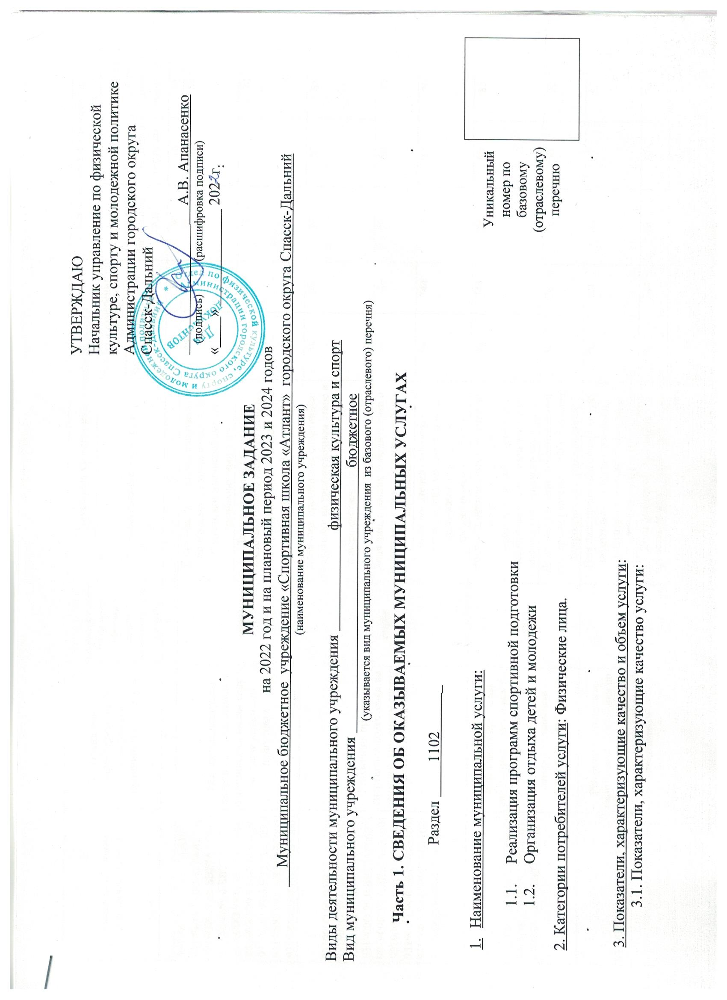 УТВЕРЖДАЮ
Начальник управление по физической
культуре, спорту и молодежной политике
Администрации городского округа
Спасск-Дальний
А.В. Апанасенко
(подпись) (расшифровка подписи)
«____»____________ 2022г.
Отдел по физической культуре, спорту и молодежной политике
Администрации городского округа Спасск-Дальний
Для
документов
МУНИЦИПАЛЬНОЕ ЗАДАНИЕ
на 2022 год и на плановый период 2023 и 2024 годов
Муниципальное бюджетное учреждение «Спортивная школа «Атлант» городского округа Спасск-Дальний
(наименование муниципального учреждения)
Виды деятельности муниципального учреждения физическая культура и спорт
Вид муниципального учреждения бюджетное
(указывается вид муниципального учреждения из базового (отраслевого) перечня)
Часть 1. СВЕДЕНИЯ ОБ ОКАЗЫВАЕМЫХ МУНИЦИПАЛЬНЫХ УСЛУГАХ
Раздел 1102
1. Наименование муниципальной услуги:
1.1. Реализация программ спортивной подготовки
1.2. Организация отдыха детей и молодежи
Уникальный
номер по
базовому
(отраслевому)
перечню
2. Категории потребителей услуги: Физические лица.
3. Показатели, характеризующие качество и объем услуги:
3.1. Показатели, характеризующие качество услуги: